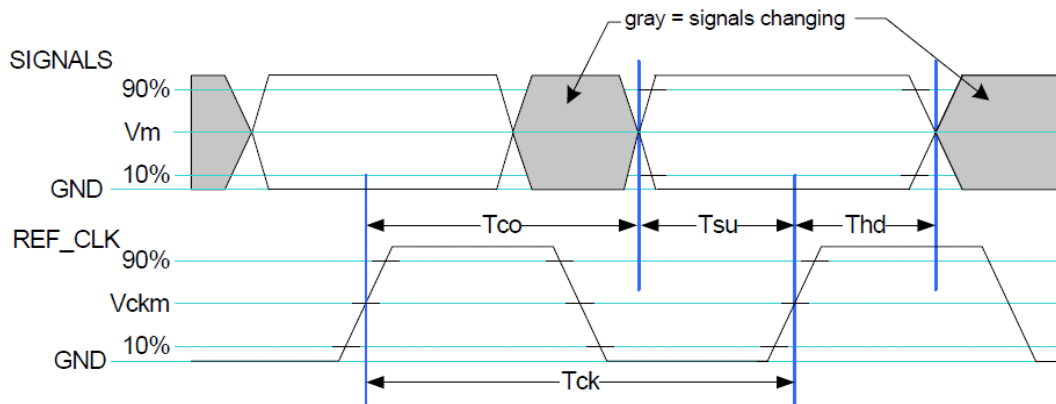 gray = signals changing
SIGNALS
90%
Vm
10%
GND
Tco Tsu Thd
REF_CLK
90%
Vckm
10%
GND
Tck